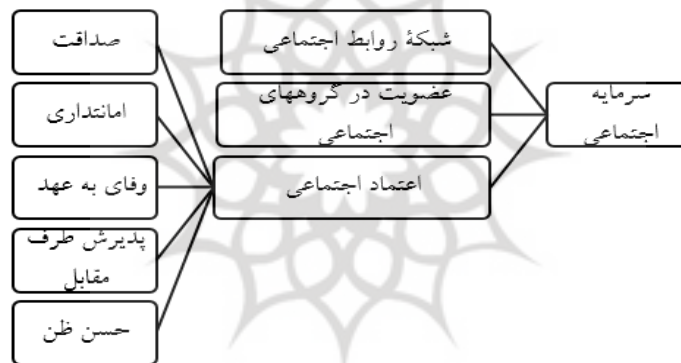 سرمایه
اجتماعی
شبکۀ روابط اجتماعی
عضویت در گروههای
اجتماعی
اعتماد اجتماعی
صداقت
امانتداری
وفای به عهد
پذیرش طرف
مقابل
حسن ظن